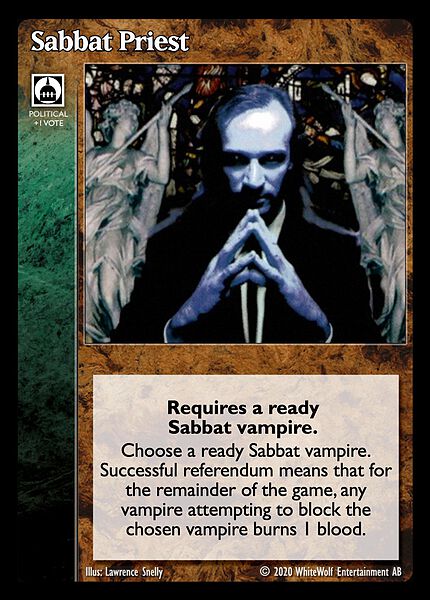 Sabbat Priest
POLITICAL
+1 VOTE
Requires a ready
Sabbat vampire.
Choose a ready Sabbat vampire.
Successful referendum means that for
the remainder of the game, any
vampire attempting to block the
chosen vampire burns 1 blood.
Illus: Lawrence Snelly
© 2020 WhiteWolf Entertainment AB